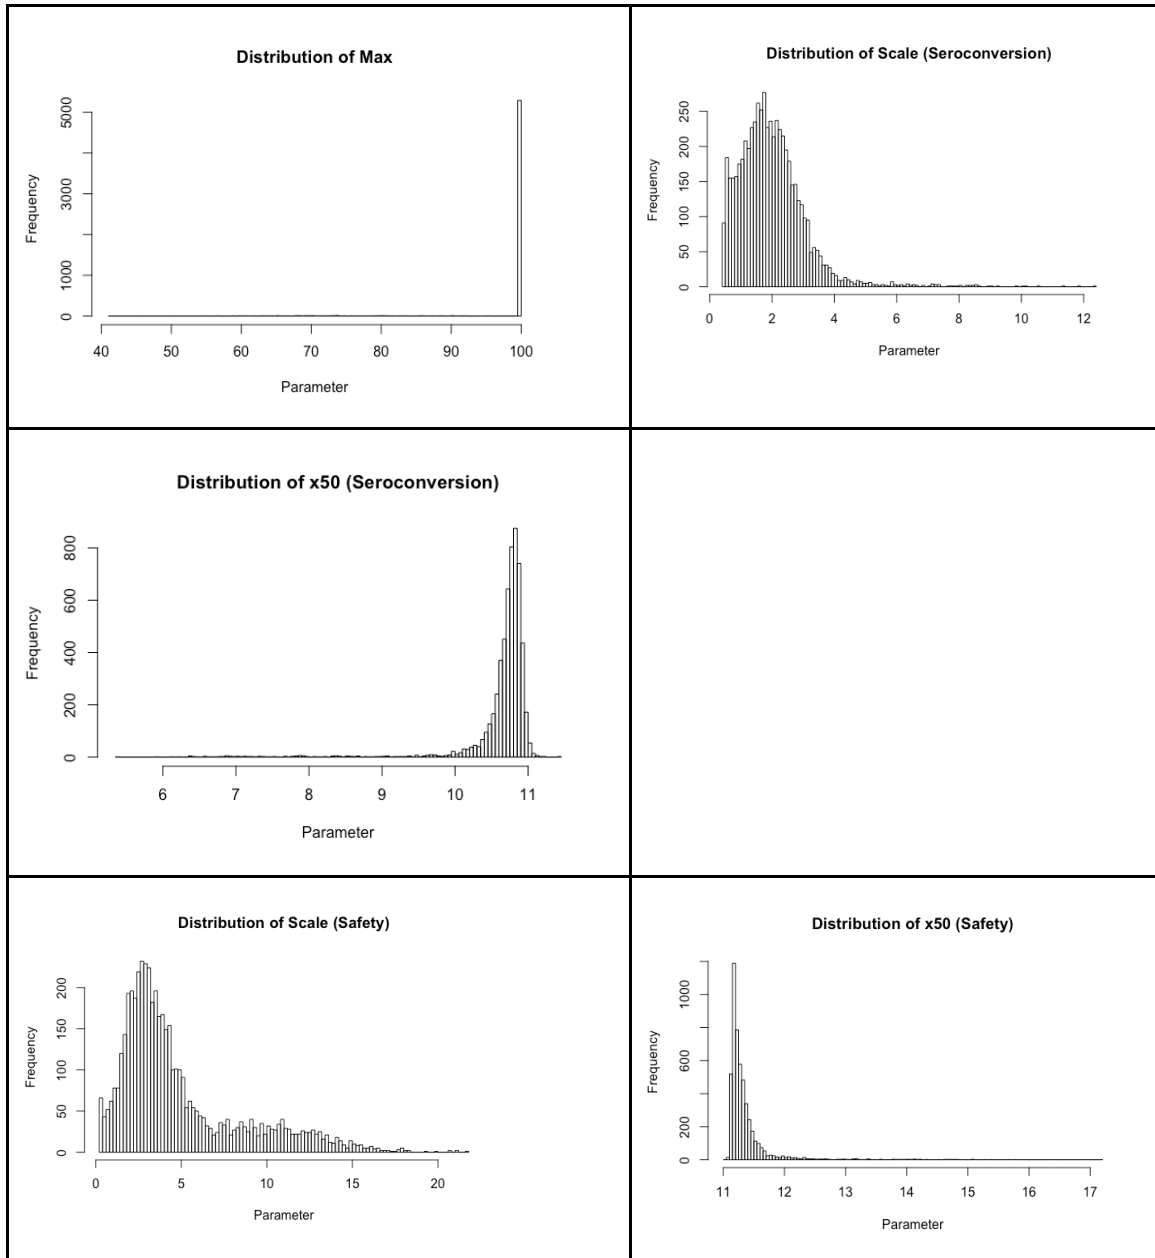 Distribution of Max
Frequency
5000
3000
1000
0
40 50 60 70 80 90 100
Parameter
Distribution of Scale (Seroconversion)
Frequency
250
200
150
100
50
0
0 2 4 6 8 10 12
Parameter
Distribution of x50 (Seroconversion)
Frequency
800
600
400
200
0
6 7 8 9 10 11
Parameter
Distribution of Scale (Safety)
Frequency
200
150
100
50
0
0 5 10 15 20
Parameter
Distribution of x50 (Safety)
Frequency
1000
600
200
0
11 12 13 14 15 16 17
Parameter